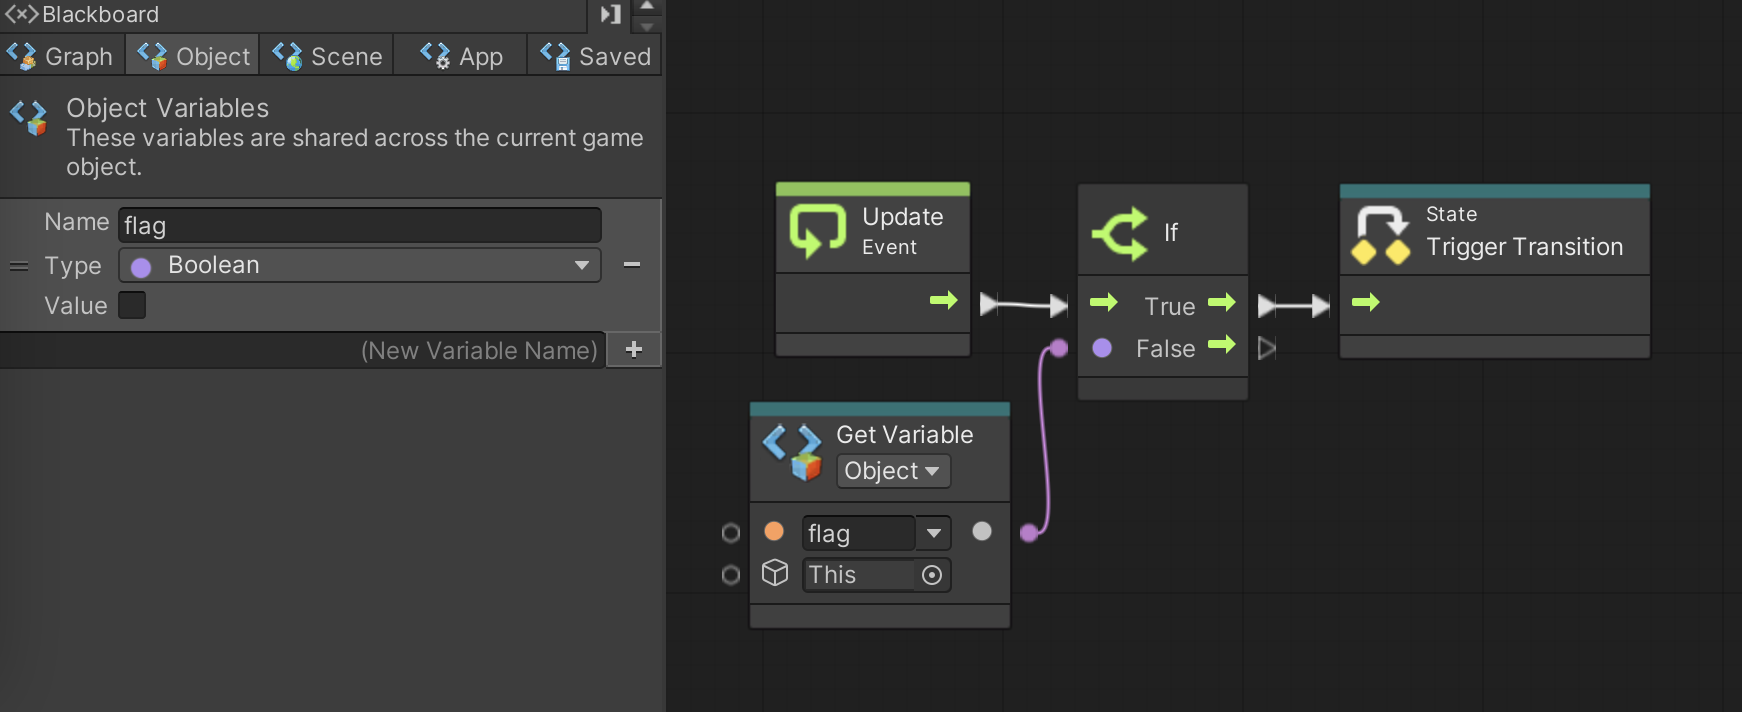 Blackboard
Graph
Object
Scene
App
Saved
Object Variables
These variables are shared across the current game
object.
Name
flag
Type
Boolean
Value
(New Variable Name)
+
Update
Event
If
True
False
State
Trigger Transition
Get Variable
Object
flag
This